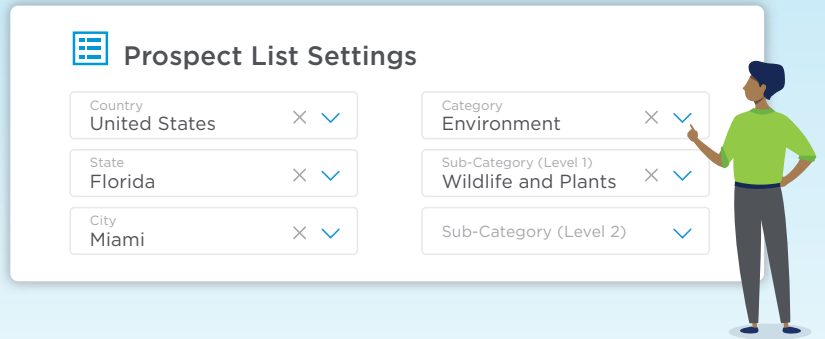 Prospect List Settings
Country
United States
Category
Environment
State
Florida
Sub-Category (Level 1)
Wildlife and Plants
City
Miami
Sub-Category (Level 2)